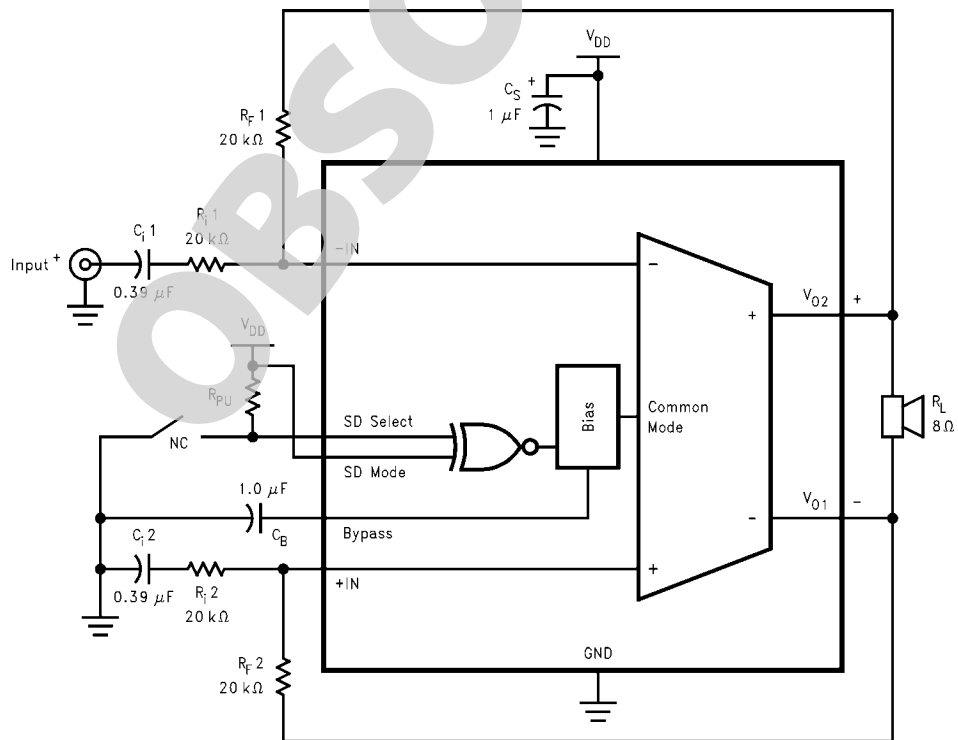 OBSO
V_DD
C_S +
1 μF
R_F 1
20 kΩ
R_i 1
20 kΩ
C_i 1
Input +
0.39 μF
-IN
-
V_O2 +
+
V_DD
R_PU
NC
SD Select
SD Mode
Bias
Common
Mode
R_L
8Ω
1.0 μF
C_B
Bypass
V_O1 -
-
C_i 2
0.39 μF
R_i 2
20 kΩ
+IN
+
R_F 2
20 kΩ
GND